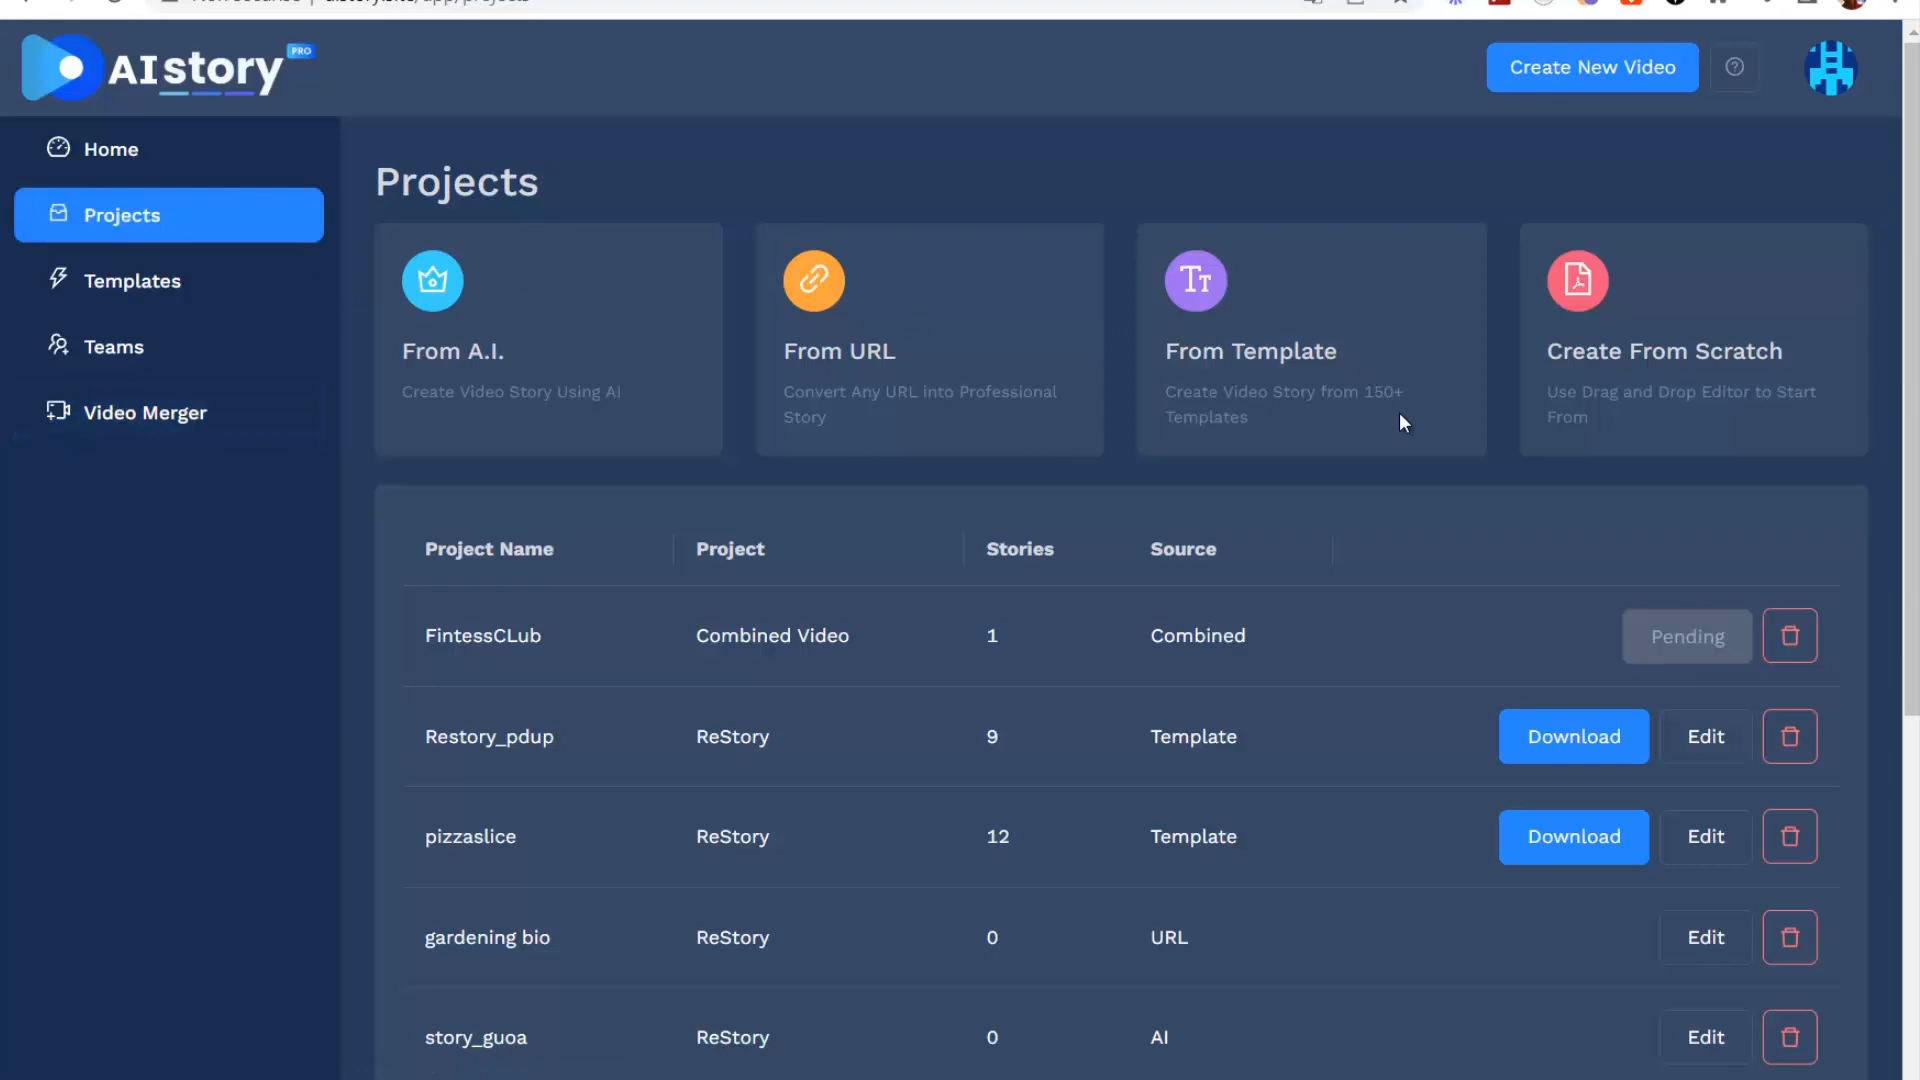 AIstory PRO
Create New Video
Home
Projects
Templates
Teams
Video Merger
Projects
From A.I.
Create Video Story Using AI
From URL
Convert Any URL into Professional
Story
From Template
Create Video Story from 150+
Templates
Create From Scratch
Use Drag and Drop Editor to Start
From
Project Name Project Stories Source
FintessCLub Combined Video 1 Combined Pending
Restory_pdup ReStory 9 Template Download Edit
pizzaslice ReStory 12 Template Download Edit
gardening bio ReStory 0 URL Edit
story_guoa ReStory 0 AI Edit